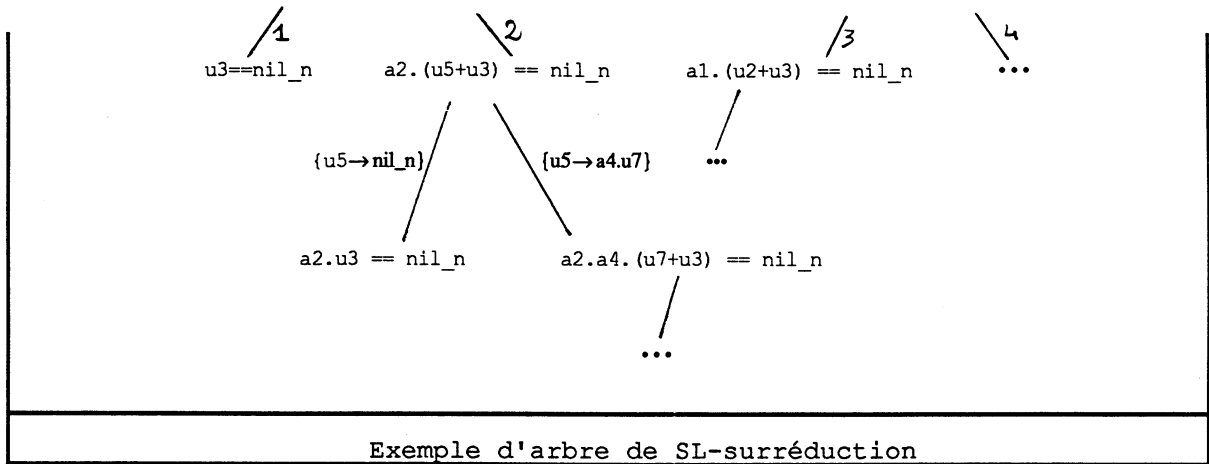 1 2 3 4
u3==nil_n a2.(u5+u3) == nil_n a1.(u2+u3) == nil_n •••
{u5→nil_n} {u5→a4.u7} •••
a2.u3 == nil_n a2.a4.(u7+u3) == nil_n
•••
Exemple d'arbre de SL-surréduction